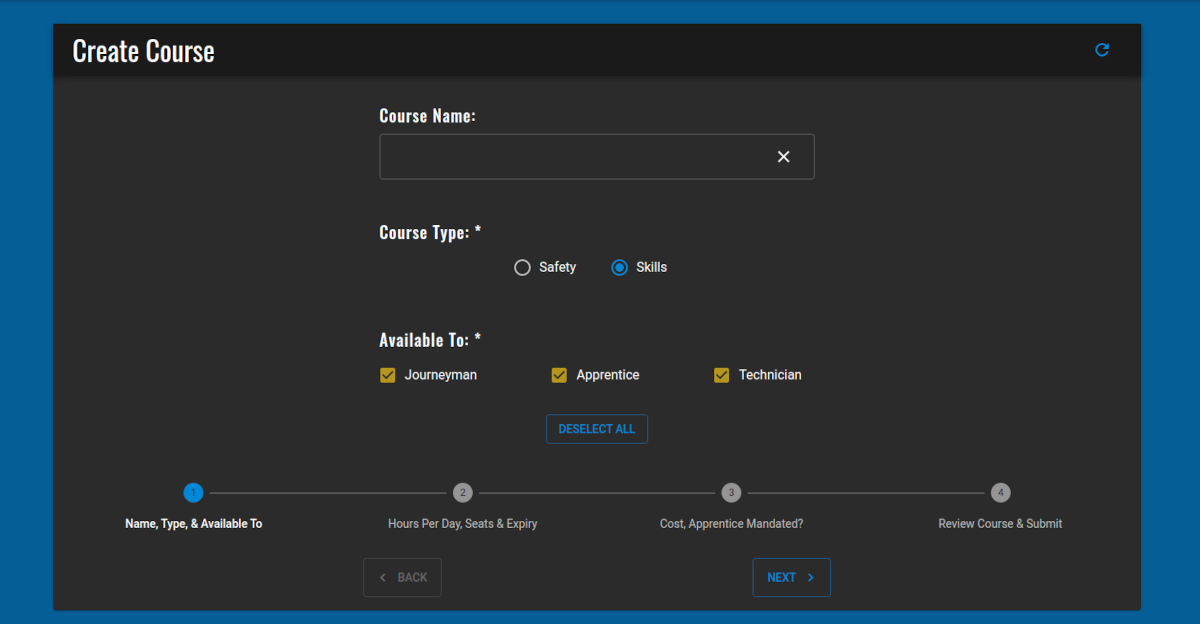 Create Course
Course Name:
Course Type: *
Safety Skills
Available To: *
Journeyman Apprentice Technician
DESELECT ALL
1 2 3 4
Name, Type, & Available To Hours Per Day, Seats & Expiry Cost, Apprentice Mandated? Review Course & Submit
BACK NEXT